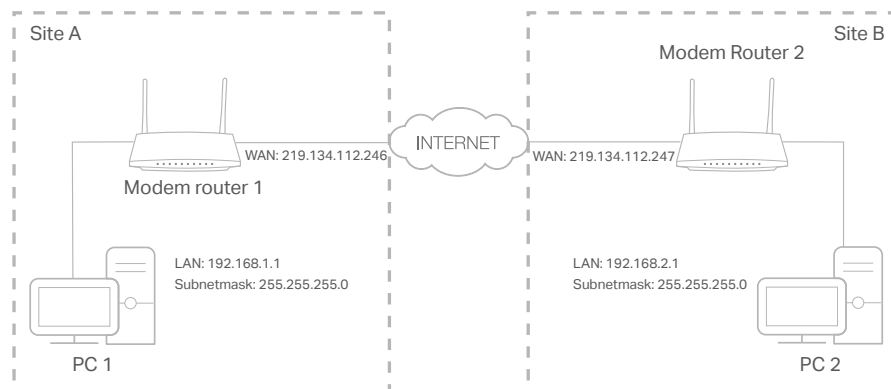 Site A
Site B
Modem Router 2
INTERNET
WAN: 219.134.112.246
WAN: 219.134.112.247
Modem router 1
LAN: 192.168.1.1
Subnetmask: 255.255.255.0
LAN: 192.168.2.1
Subnetmask: 255.255.255.0
PC 1
PC 2